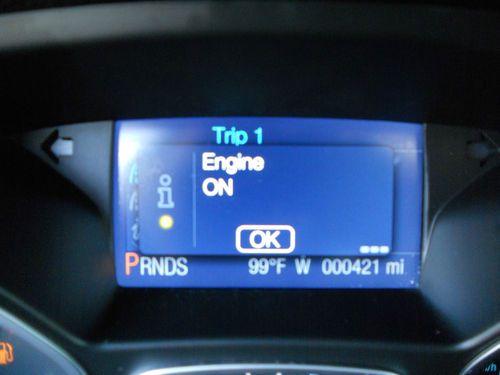 Trip 1
Engine
ON
OK
PRNDS 99°F W 000421 mi